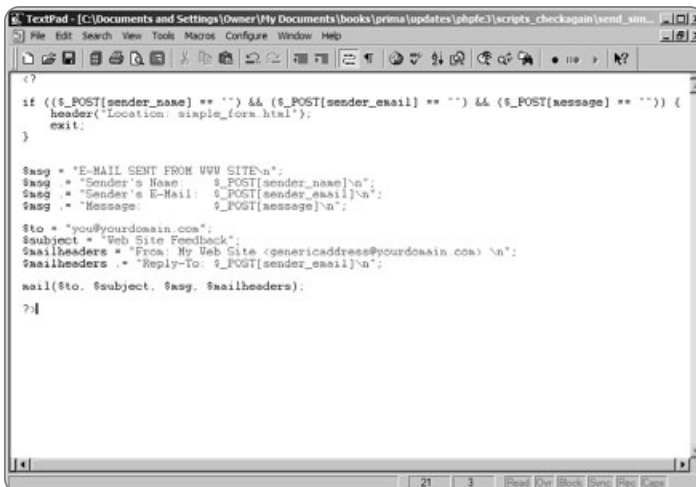 TextPad - [C:\Documents and Settings\Owner\My Documents\books\prima\updates\phpfe3\scripts_checkagain\send_sim...
File Edit Search View Tools Macros Configure Window Help
<?
if (($_POST[sender_name] == "") && ($_POST[sender_email] == "") && ($_POST[message] == "")) {
    header("Location: simple_form.html");
    exit;
}
$msg = "E-MAIL SENT FROM WWW SITE\n";
$msg .= "Sender's Name:    $_POST[sender_name]\n";
$msg .= "Sender's E-Mail:  $_POST[sender_email]\n";
$msg .= "Message:          $_POST[message]\n";
$to = "you@yourdomain.com";
$subject = "Web Site Feedback";
$mailheaders = "From: My Web Site <genericaddress@yourdomain.com> \n";
$mailheaders .= "Reply-To: $_POST[sender_email]\n";
mail($to, $subject, $msg, $mailheaders);
?>
21 3 Read Ovr Block Sync Rec Caps